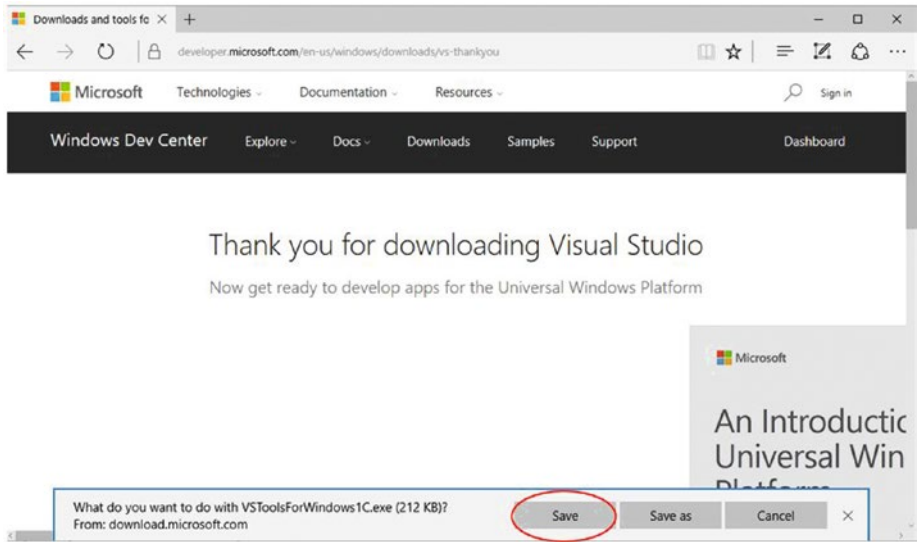 Downloads and tools fo
developer.microsoft.com/en-us/windows/downloads/vs-thankyou
Microsoft Technologies Documentation Resources Sign in
Windows Dev Center Explore Docs Downloads Samples Support Dashboard
Thank you for downloading Visual Studio
Now get ready to develop apps for the Universal Windows Platform
Microsoft
An Introductic
Universal Win
Platform
What do you want to do with VSToolsForWindows1C.exe (212 KB)?
From: download.microsoft.com
Save Save as Cancel